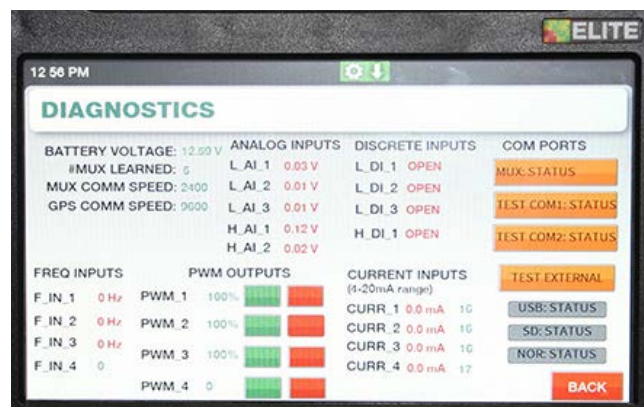 ELITE
12 56 PM
DIAGNOSTICS
BATTERY VOLTAGE: 12.59 V
#MUX LEARNED: 6
MUX COMM SPEED: 2400
GPS COMM SPEED: 9600
ANALOG INPUTS
L_AI_1 0.03 V
L_AI_2 0.01 V
L_AI_3 0.01 V
H_AI_1 0.12 V
H_AI_2 0.02 V
DISCRETE INPUTS
L_DI_1 OPEN
L_DI_2 OPEN
L_DI_3 OPEN
H_DI_1 OPEN
COM PORTS
MUX: STATUS
TEST COM1: STATUS
TEST COM2: STATUS
TEST EXTERNAL
USB: STATUS
SD: STATUS
NOR: STATUS
FREQ INPUTS
F_IN_1 0 Hz
F_IN_2 0 Hz
F_IN_3 0 Hz
F_IN_4 0
PWM OUTPUTS
PWM_1 100%
PWM_2 100%
PWM_3 100%
PWM_4 0
CURRENT INPUTS
(4-20mA range)
CURR_1 0.0 mA 16
CURR_2 0.0 mA 16
CURR_3 0.0 mA 16
CURR_4 0.0 mA 17
BACK